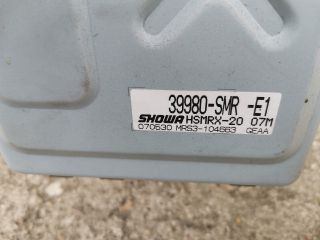 39980-SMR -E1
SHOWA HSMRX-20 07M
070530 MRS3-104863 GEAA